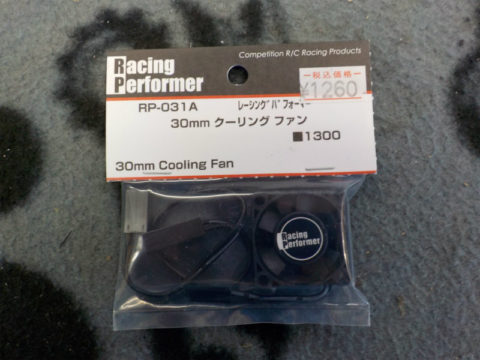 Racing
Performer
Competition R/C Racing Products
ー税込価格ー
¥1260
RP-031A
レーシングパフォーマー
30mm クーリング ファン
■1300
30mm Cooling Fan
Racing
Performer